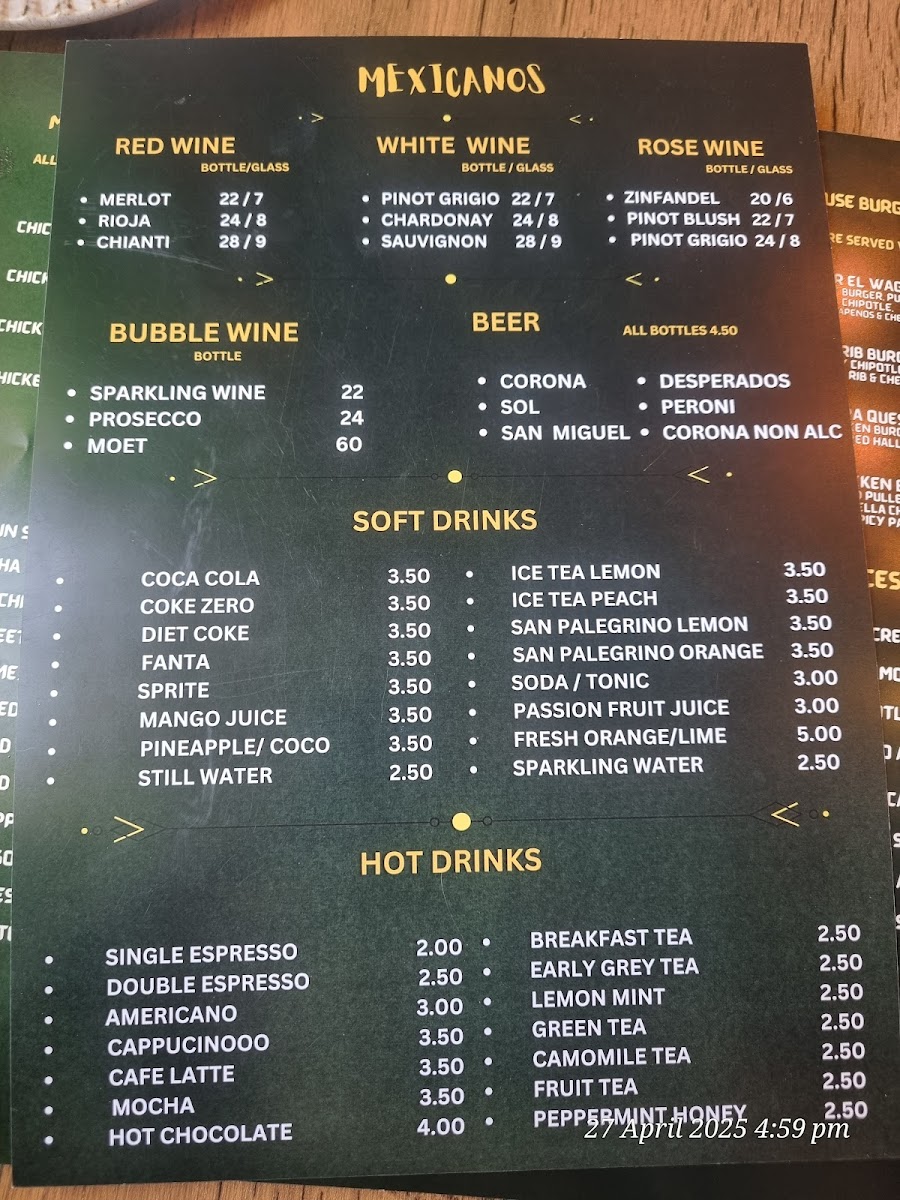 MEXICANOS
RED WINE
BOTTLE/GLASS
• MERLOT 22 / 7
• RIOJA 24 / 8
• CHIANTI 28 / 9
WHITE WINE
BOTTLE / GLASS
• PINOT GRIGIO 22 / 7
• CHARDONAY 24 / 8
• SAUVIGNON 28 / 9
ROSE WINE
BOTTLE / GLASS
• ZINFANDEL 20 /6
• PINOT BLUSH 22 / 7
• PINOT GRIGIO 24 / 8
BUBBLE WINE
BOTTLE
• SPARKLING WINE 22
• PROSECCO 24
• MOET 60
BEER
ALL BOTTLES 4.50
• CORONA
• SOL
• SAN MIGUEL
• DESPERADOS
• PERONI
• CORONA NON ALC
SOFT DRINKS
• COCA COLA 3.50
• COKE ZERO 3.50
• DIET COKE 3.50
• FANTA 3.50
• SPRITE 3.50
• MANGO JUICE 3.50
• PINEAPPLE/ COCO 3.50
• STILL WATER 2.50
• ICE TEA LEMON 3.50
• ICE TEA PEACH 3.50
• SAN PALEGRINO LEMON 3.50
• SAN PALEGRINO ORANGE 3.50
• SODA / TONIC 3.00
• PASSION FRUIT JUICE 3.00
• FRESH ORANGE/LIME 5.00
• SPARKLING WATER 2.50
HOT DRINKS
• SINGLE ESPRESSO 2.00
• DOUBLE ESPRESSO 2.50
• AMERICANO 3.00
• CAPPUCINOOO 3.50
• CAFE LATTE 3.50
• MOCHA 3.50
• HOT CHOCOLATE 4.00
• BREAKFAST TEA 2.50
• EARLY GREY TEA 2.50
• LEMON MINT 2.50
• GREEN TEA 2.50
• CAMOMILE TEA 2.50
• FRUIT TEA 2.50
• PEPPERMINT HONEY 2.50
27 April 2025 4:59 pm